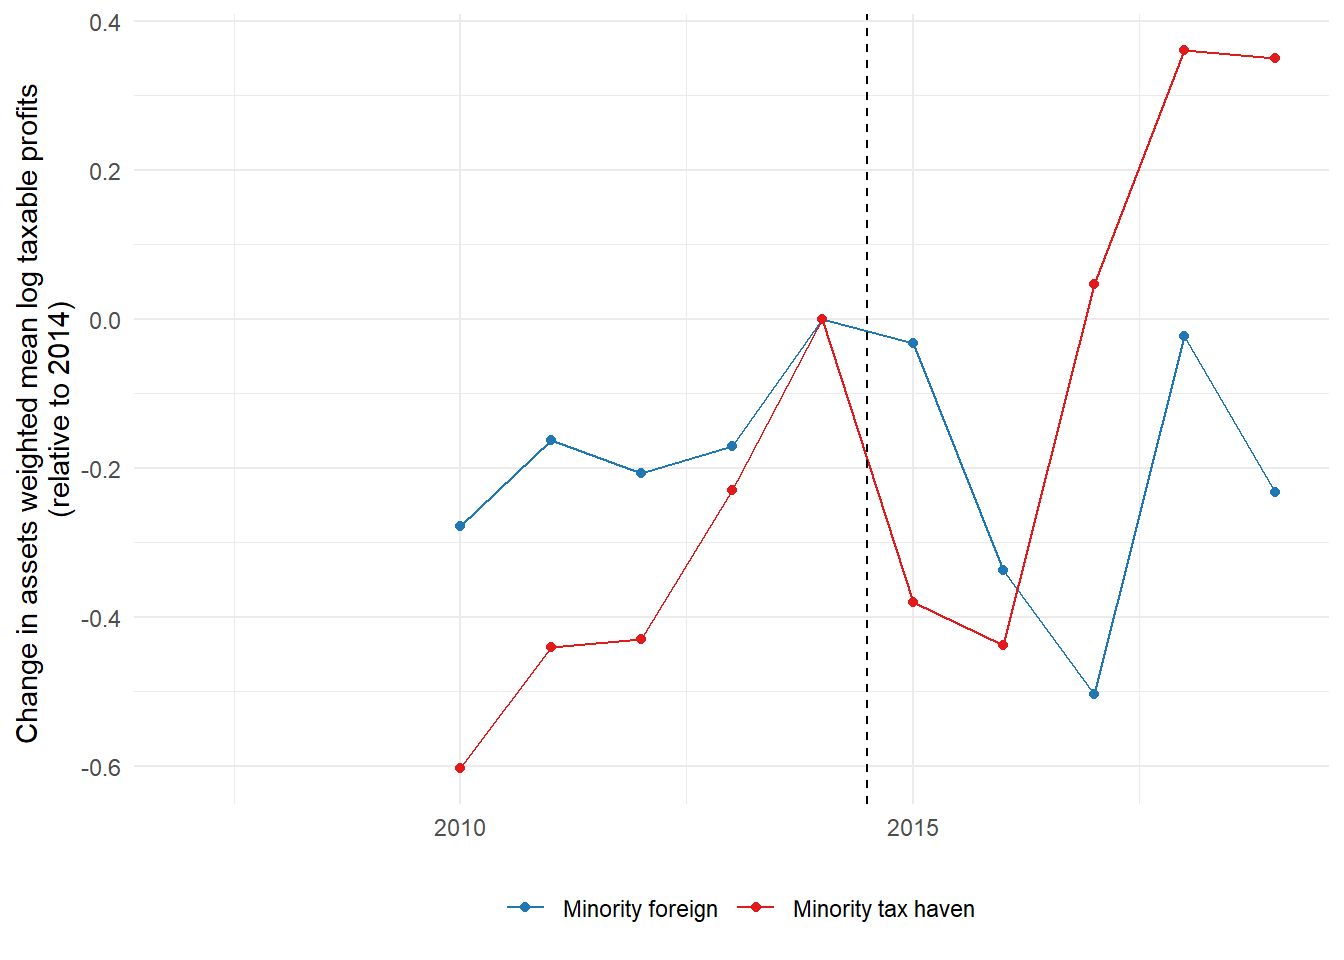 Change in assets weighted mean log taxable profits
(relative to 2014)
0.4
0.2
0.0
-0.2
-0.4
-0.6
2010 2015
Minority foreign Minority tax haven